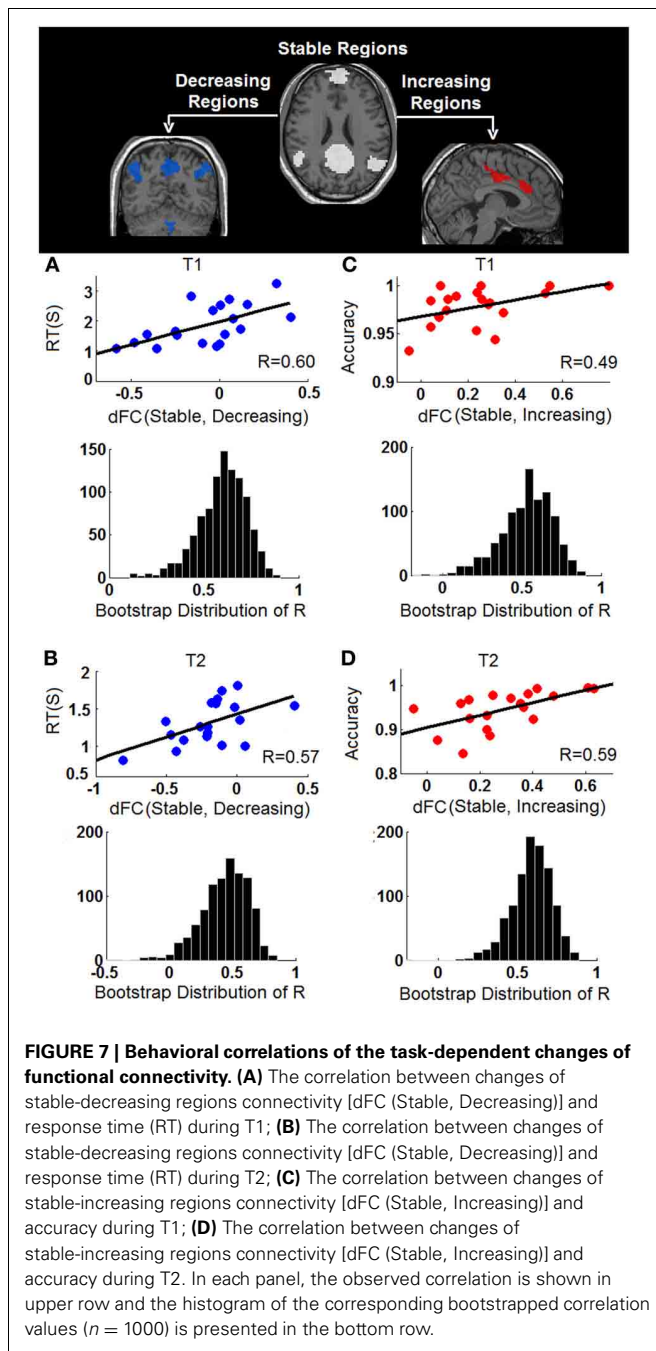 Stable Regions
Decreasing Regions
Increasing Regions
A
T1
RT(S)
3
2
1
0
-0.5
0
0.5
R=0.60
dFC(Stable, Decreasing)
150
100
50
0
0
0.5
1
Bootstrap Distribution of R
C
T1
Accuracy
1
0.95
0.9
0
0.2
0.4
0.6
0.8
R=0.49
dFC(Stable, Increasing)
200
100
0
0
0.5
1
Bootstrap Distribution of R
B
T2
RT(S)
2
1.5
1
0.5
-1
-0.5
0
0.5
R=0.57
dFC(Stable, Decreasing)
200
100
0
-0.5
0
0.5
1
Bootstrap Distribution of R
D
T2
Accuracy
1
0.9
0.8
0
0.2
0.4
0.6
R=0.59
dFC(Stable, Increasing)
200
100
0
0
0.5
1
Bootstrap Distribution of R
FIGURE 7 | Behavioral correlations of the task-dependent changes of
functional connectivity. (A) The correlation between changes of
stable-decreasing regions connectivity [dFC (Stable, Decreasing)] and
response time (RT) during T1; (B) The correlation between changes of
stable-decreasing regions connectivity [dFC (Stable, Decreasing)] and
response time (RT) during T2; (C) The correlation between changes of
stable-increasing regions connectivity [dFC (Stable, Increasing)] and
accuracy during T1; (D) The correlation between changes of
stable-increasing regions connectivity [dFC (Stable, Increasing)] and
accuracy during T2. In each panel, the observed correlation is shown in
upper row and the histogram of the corresponding bootstrapped correlation
values (n = 1000) is presented in the bottom row.